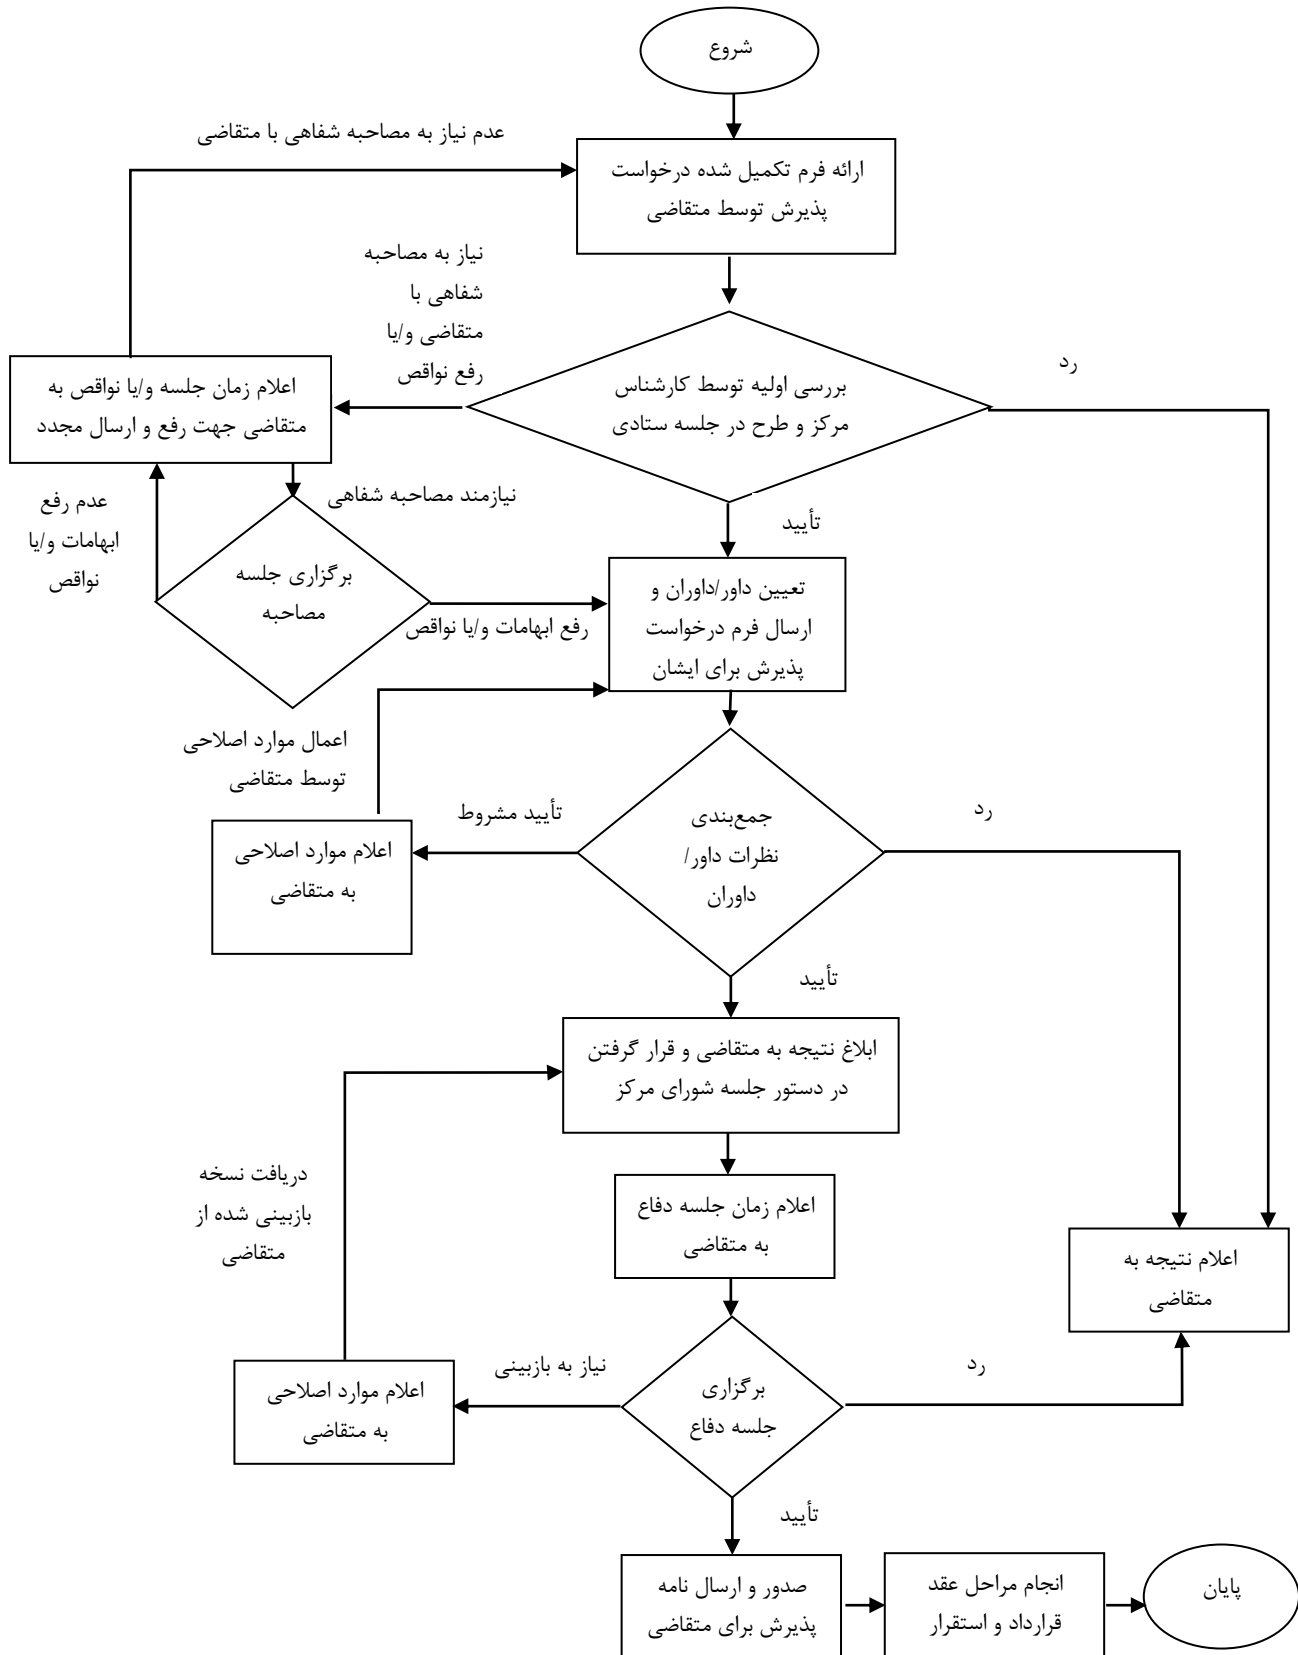 شروع
عدم نیاز به مصاحبه شفاهی با متقاضی
ارائه فرم تکمیل شده درخواست
پذیرش توسط متقاضی
نیاز به مصاحبه
شفاهی با
متقاضی و/یا
رفع نواقص
رد
بررسی اولیه توسط کارشناس
مرکز و طرح در جلسه ستادی
اعلام زمان جلسه و/یا نواقص به
متقاضی جهت رفع و ارسال مجدد
نیازمند مصاحبه شفاهی
عدم رفع
ابهامات و/یا
نواقص
تأیید
برگزاری جلسه
مصاحبه
رفع ابهامات و/یا نواقص
تعیین داور/داوران و
ارسال فرم درخواست
پذیرش برای ایشان
اعمال موارد اصلاحی
توسط متقاضی
تأیید مشروط
رد
جمع‌بندی
نظرات داور/
داوران
اعلام موارد اصلاحی
به متقاضی
تأیید
ابلاغ نتیجه به متقاضی و قرار گرفتن
در دستور جلسه شورای مرکز
دریافت نسخه
بازبینی شده از
متقاضی
اعلام زمان جلسه دفاع
به متقاضی
اعلام نتیجه به
متقاضی
نیاز به بازبینی
رد
برگزاری
جلسه دفاع
اعلام موارد اصلاحی
به متقاضی
تأیید
صدور و ارسال نامه
پذیرش برای متقاضی
انجام مراحل عقد
قرارداد و استقرار
پایان